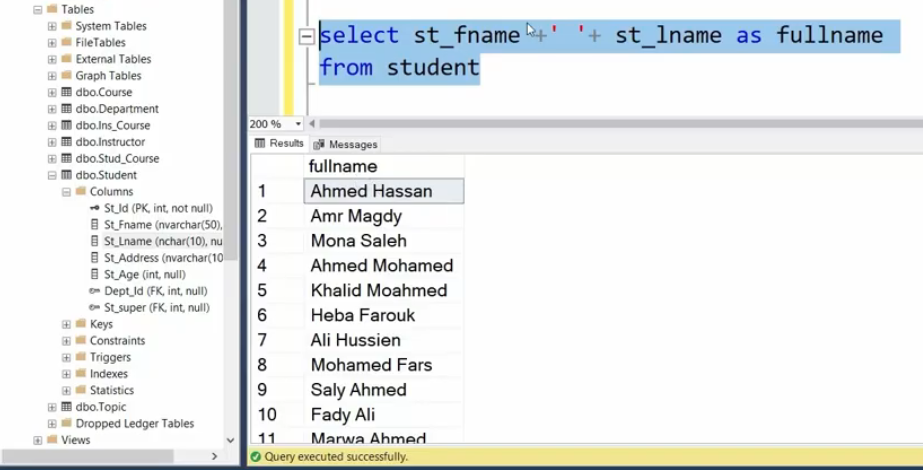 Tables
System Tables
FileTables
External Tables
Graph Tables
dbo.Course
dbo.Department
dbo.Ins_Course
dbo.Instructor
dbo.Stud_Course
dbo.Student
Columns
St_Id (PK, int, not null)
St_Fname (nvarchar(50),
St_Lname (nchar(10), nu
St_Address (nvarchar(10
St_Age (int, null)
Dept_Id (FK, int, null)
St_super (FK, int, null)
Keys
Constraints
Triggers
Indexes
Statistics
dbo.Topic
Dropped Ledger Tables
Views
select st_fname +' '+ st_lname as fullname
from student
200 %
Results Messages
fullname
1 Ahmed Hassan
2 Amr Magdy
3 Mona Saleh
4 Ahmed Mohamed
5 Khalid Moahmed
6 Heba Farouk
7 Ali Hussien
8 Mohamed Fars
9 Saly Ahmed
10 Fady Ali
11 Marwa Ahmed
Query executed successfully.